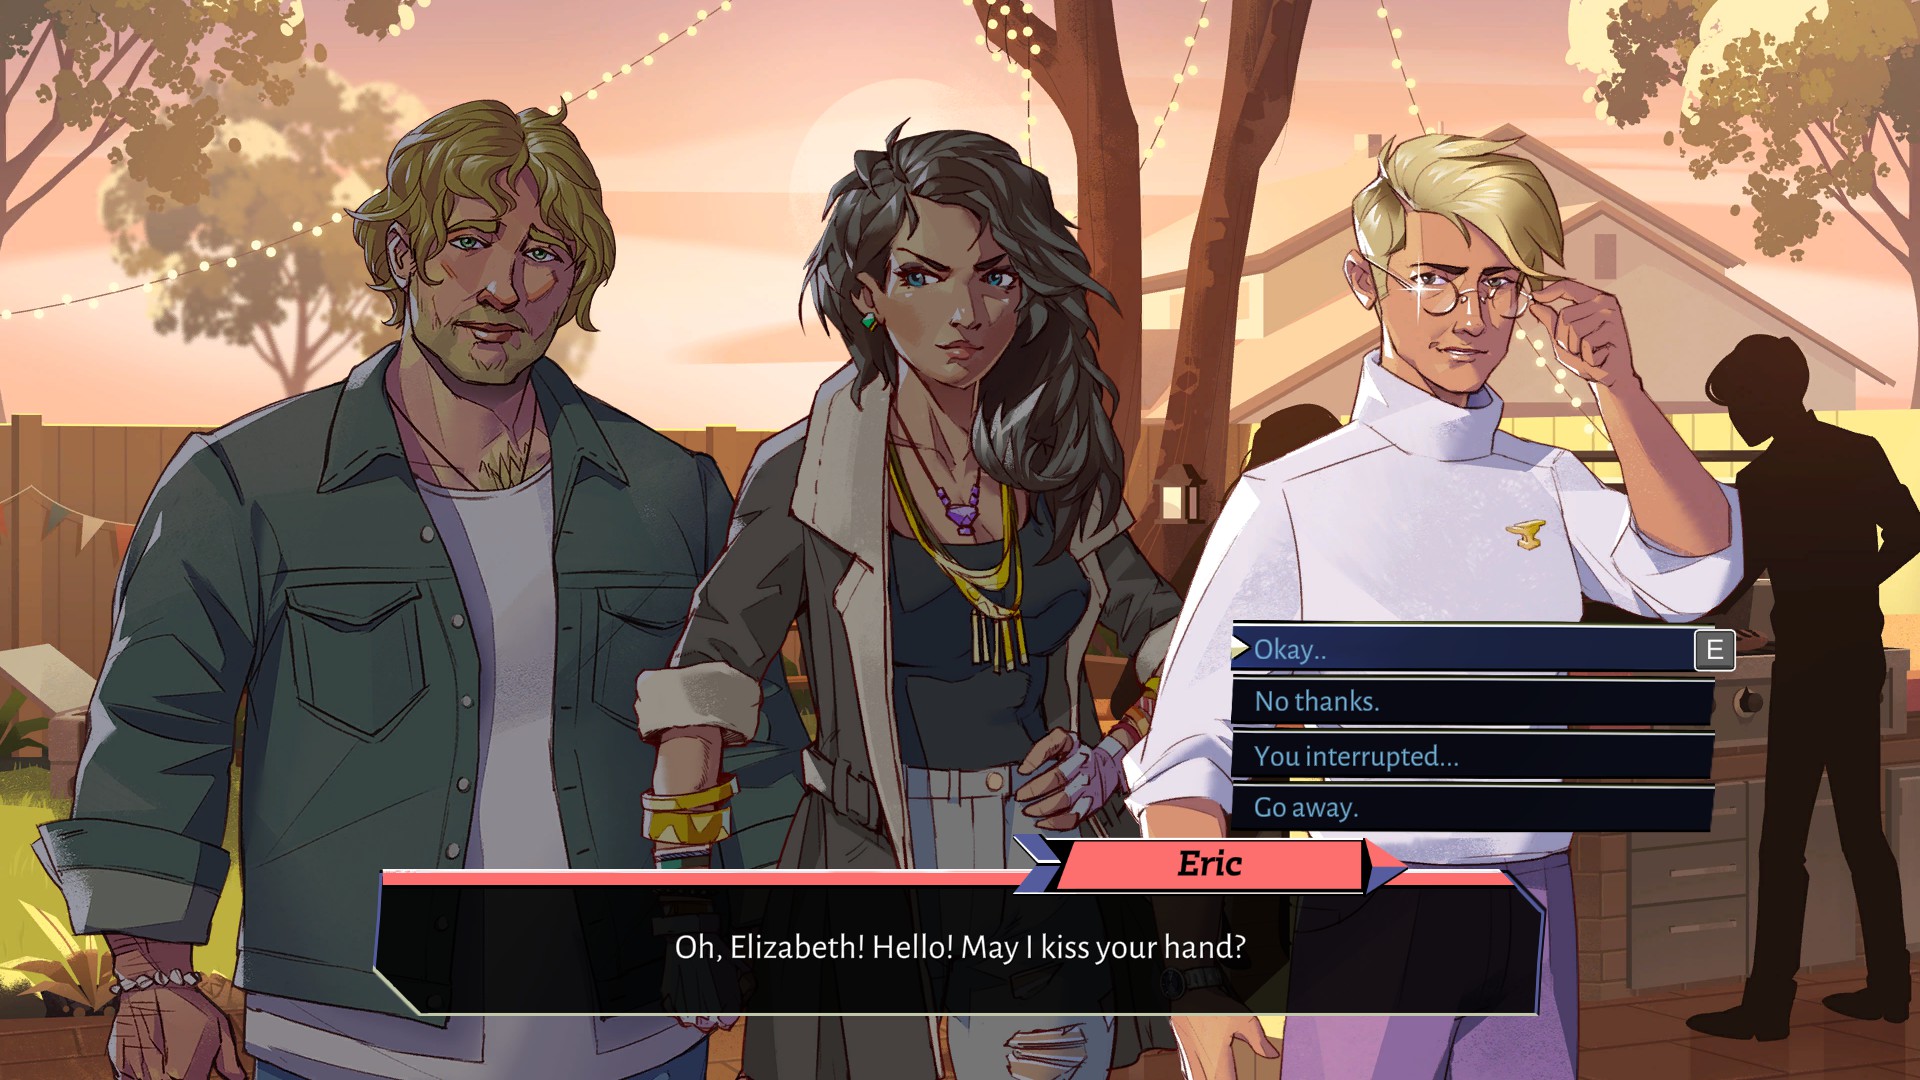 Okay..
E
No thanks.
You interrupted...
Go away.
Eric
Oh, Elizabeth! Hello! May I kiss your hand?